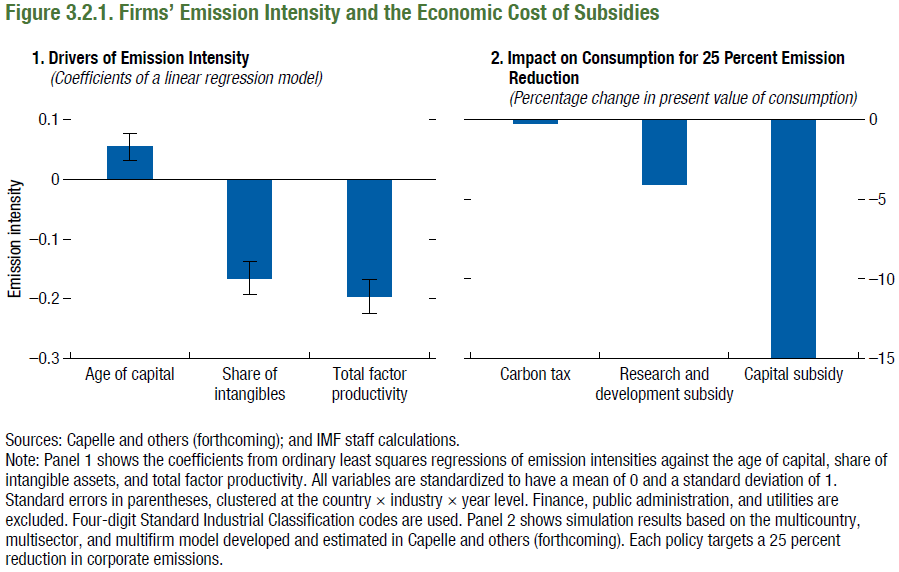 Figure 3.2.1. Firms’ Emission Intensity and the Economic Cost of Subsidies
1. Drivers of Emission Intensity
(Coefficients of a linear regression model)
0.1
0
–0.1
–0.2
–0.3
Emission intensity
Age of capital
Share of
intangibles
Total factor
productivity
2. Impact on Consumption for 25 Percent Emission
Reduction
(Percentage change in present value of consumption)
0
–5
–10
–15
Carbon tax
Research and
development subsidy
Capital subsidy
Sources: Capelle and others (forthcoming); and IMF staff calculations.
Note: Panel 1 shows the coefficients from ordinary least squares regressions of emission intensities against the age of capital, share of
intangible assets, and total factor productivity. All variables are standardized to have a mean of 0 and a standard deviation of 1.
Standard errors in parentheses, clustered at the country × industry × year level. Finance, public administration, and utilities are
excluded. Four-digit Standard Industrial Classification codes are used. Panel 2 shows simulation results based on the multicountry,
multisector, and multifirm model developed and estimated in Capelle and others (forthcoming). Each policy targets a 25 percent
reduction in corporate emissions.